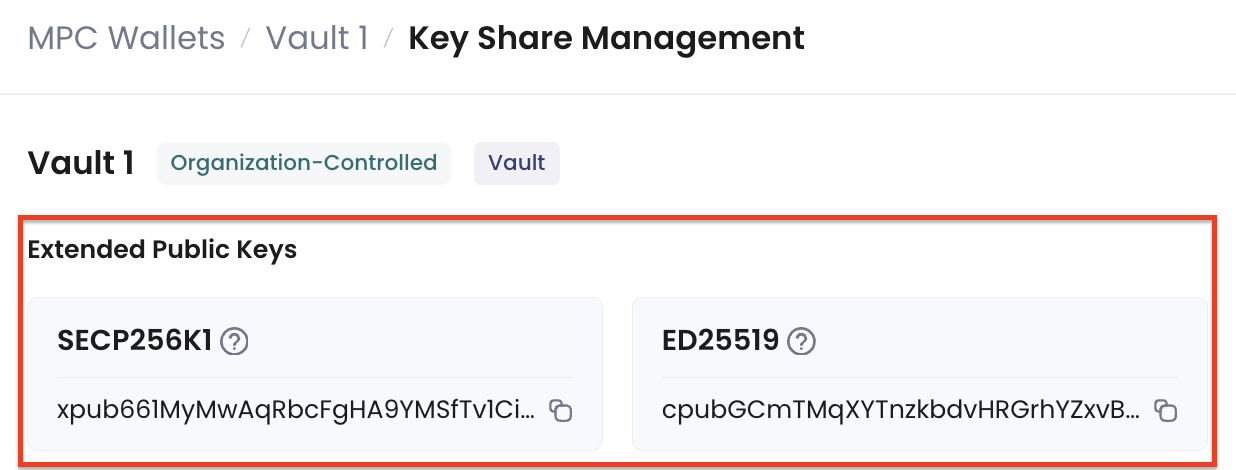 MPC Wallets / Vault 1 / Key Share Management
Vault 1 Organization-Controlled Vault
Extended Public Keys
SECP256K1 ?
ED25519 ?
xpub661MyMwAqRbcFgHA9YMSfTv1Ci...
cpubGCmTMqXYTnzkbdvHRGrhYZxvB...